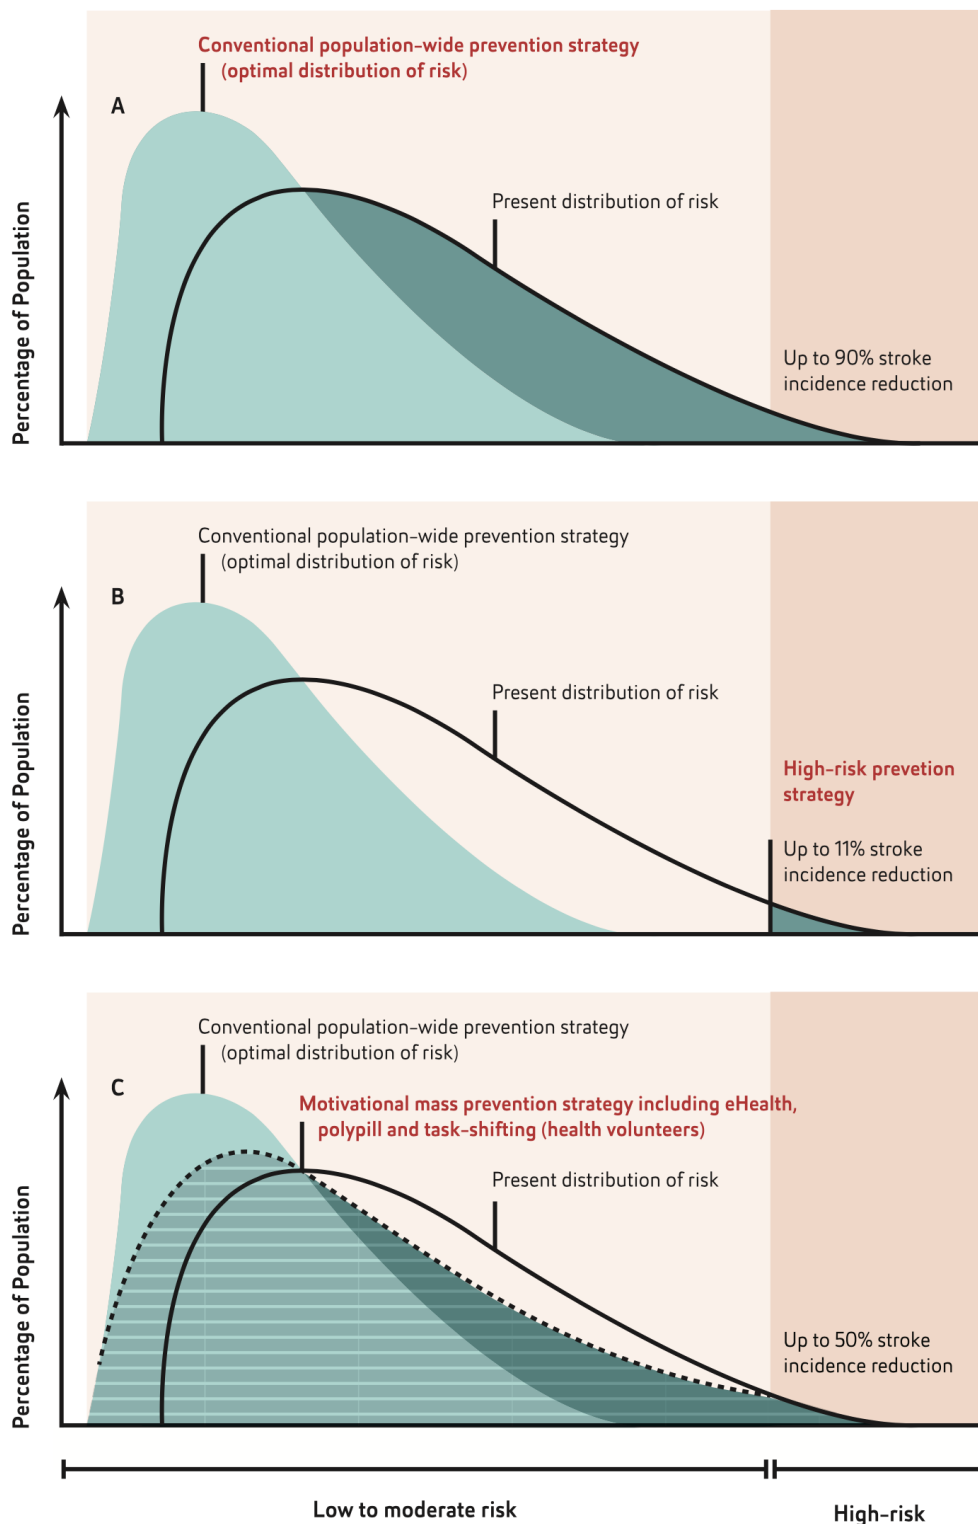 Conventional population-wide prevention strategy
(optimal distribution of risk)
A
Present distribution of risk
Percentage of Population
Up to 90% stroke
incidence reduction
Conventional population-wide prevention strategy
(optimal distribution of risk)
B
Present distribution of risk
Percentage of Population
High-risk prevetion
strategy
Up to 11% stroke
incidence reduction
Conventional population-wide prevention strategy
(optimal distribution of risk)
C
Motivational mass prevention strategy including eHealth,
polypill and task-shifting (health volunteers)
Present distribution of risk
Percentage of Population
Up to 50% stroke
incidence reduction
Low to moderate risk
High-risk